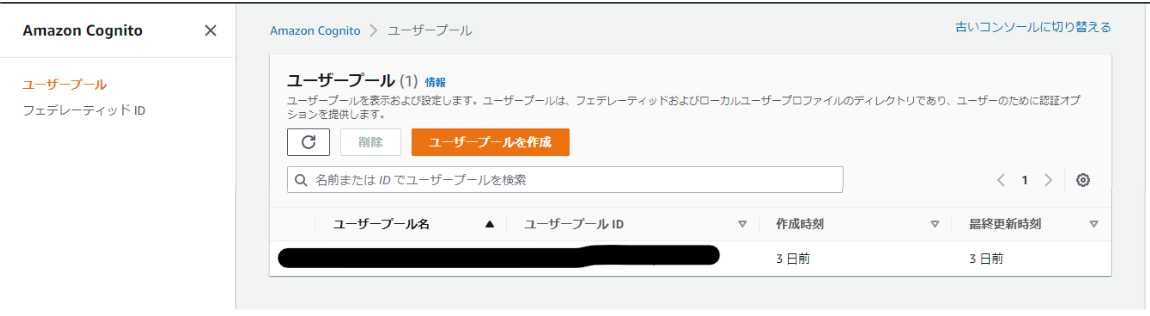 Amazon Cognito
ユーザープール
フェデレーティッド ID
Amazon Cognito > ユーザープール
古いコンソールに切り替える
ユーザープール (1) 情報
ユーザープールを表示および設定します。ユーザープールは、フェデレーティッドおよびローカルユーザープロファイルのディレクトリであり、ユーザーのために認証オプ
ションを提供します。
削除 ユーザープールを作成
名前または ID でユーザープールを検索 < 1 >
ユーザープール名 ユーザープール ID 作成時刻 最終更新時刻
3 日前 3 日前